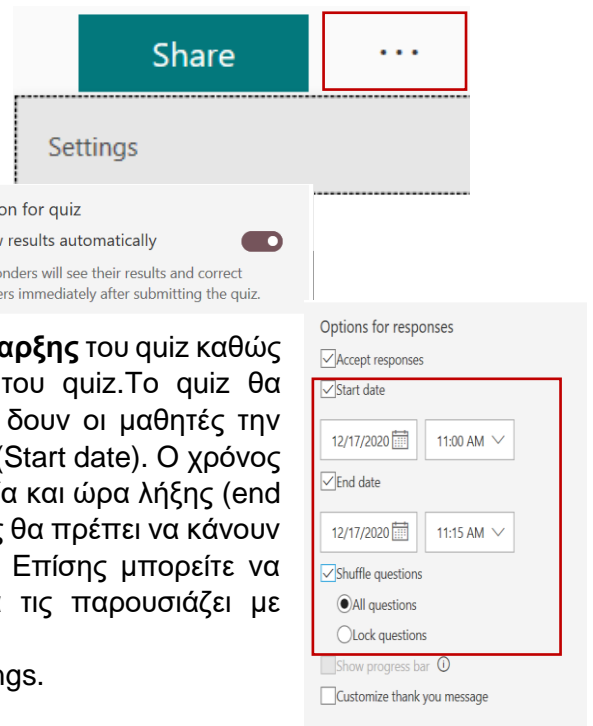 Share
...
Settings
on for quiz
results automatically
onders will see their results and correct
ers immediately after submitting the quiz.
αρξης του quiz καθώς
του quiz.Το quiz θα
δουν οι μαθητές την
(Start date). Ο χρόνος
ία και ώρα λήξης (end
ς θα πρέπει να κάνουν
Επίσης μπορείτε να
τις παρουσιάζει με
ngs.
Options for responses
Accept responses
Start date
12/17/2020 11:00 AM
End date
12/17/2020 11:15 AM
Shuffle questions
All questions
Lock questions
Show progress bar
Customize thank you message